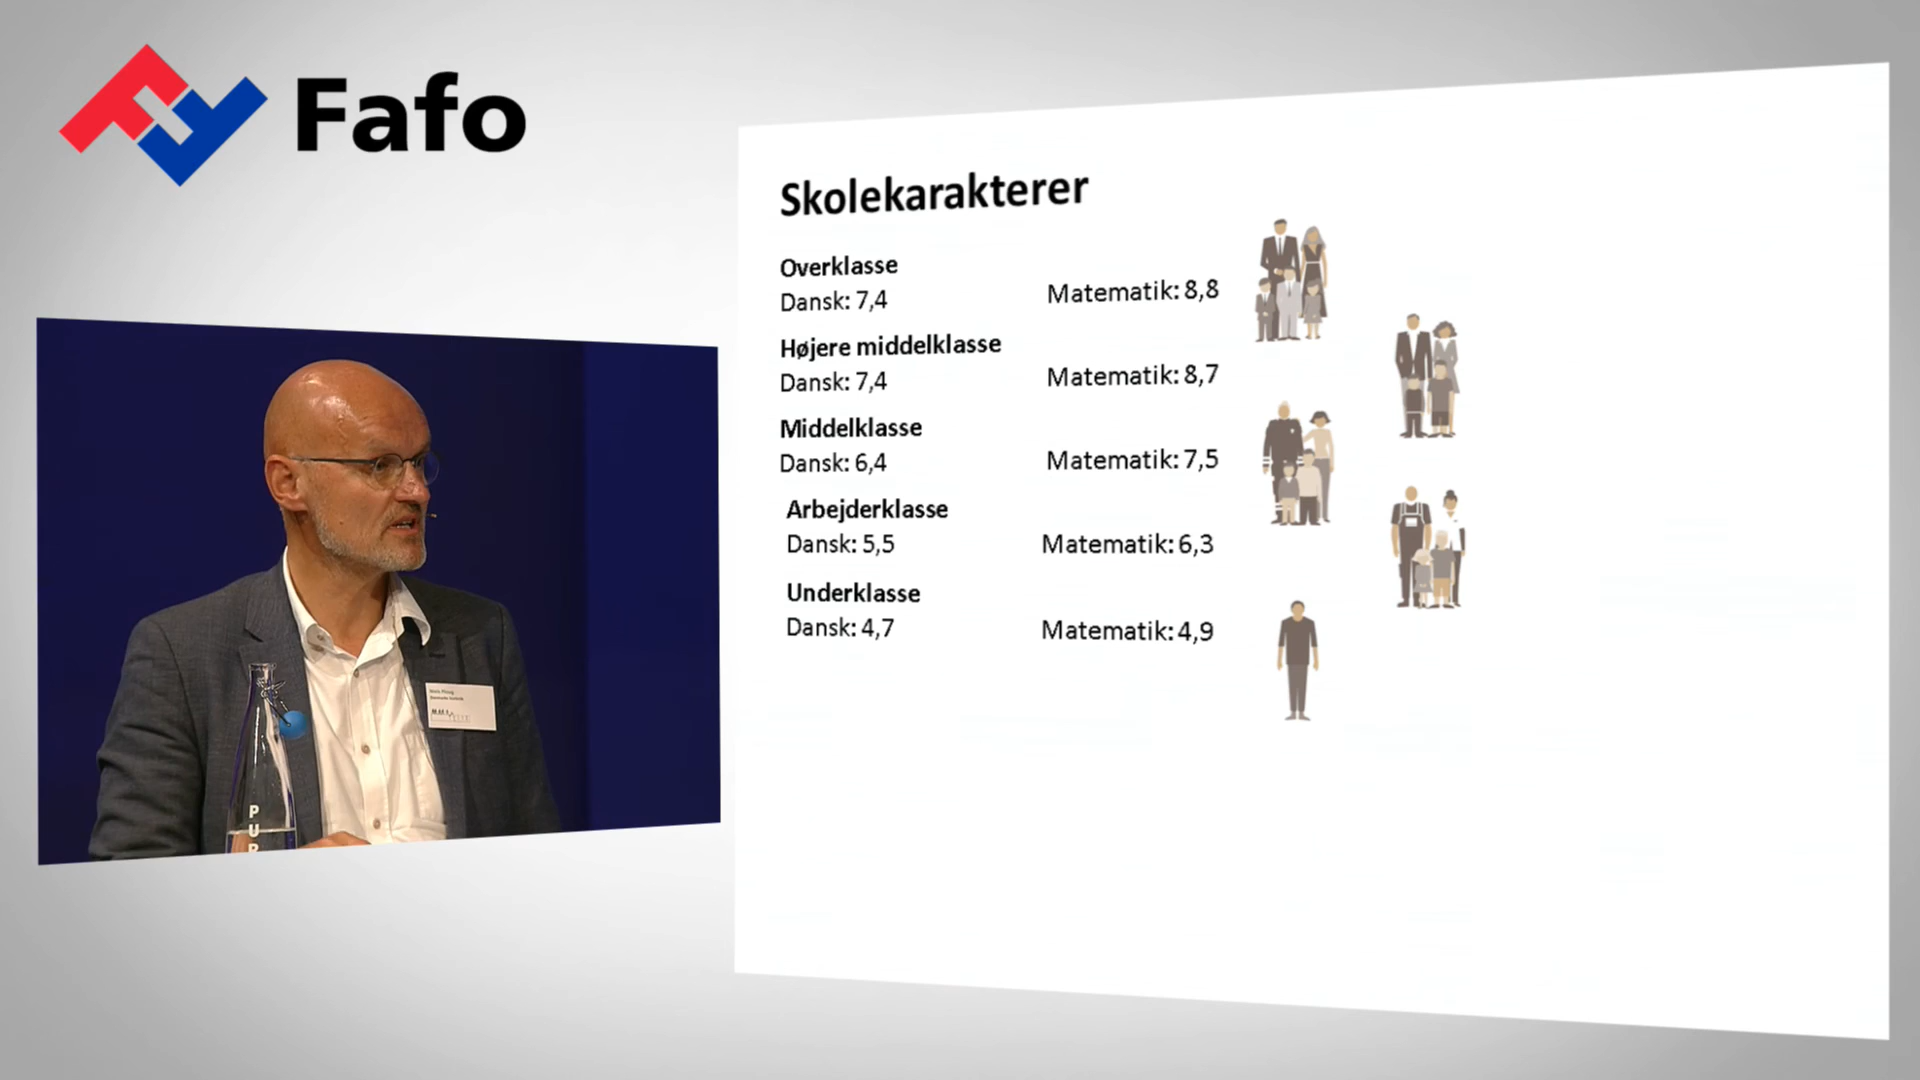 Fafo
Skolekarakterer
Overklasse
Dansk: 7,4 Matematik: 8,8
Højere middelklasse
Dansk: 7,4 Matematik: 8,7
Middelklasse
Dansk: 6,4 Matematik: 7,5
Arbejderklasse
Dansk: 5,5 Matematik: 6,3
Underklasse
Dansk: 4,7 Matematik: 4,9
PUR